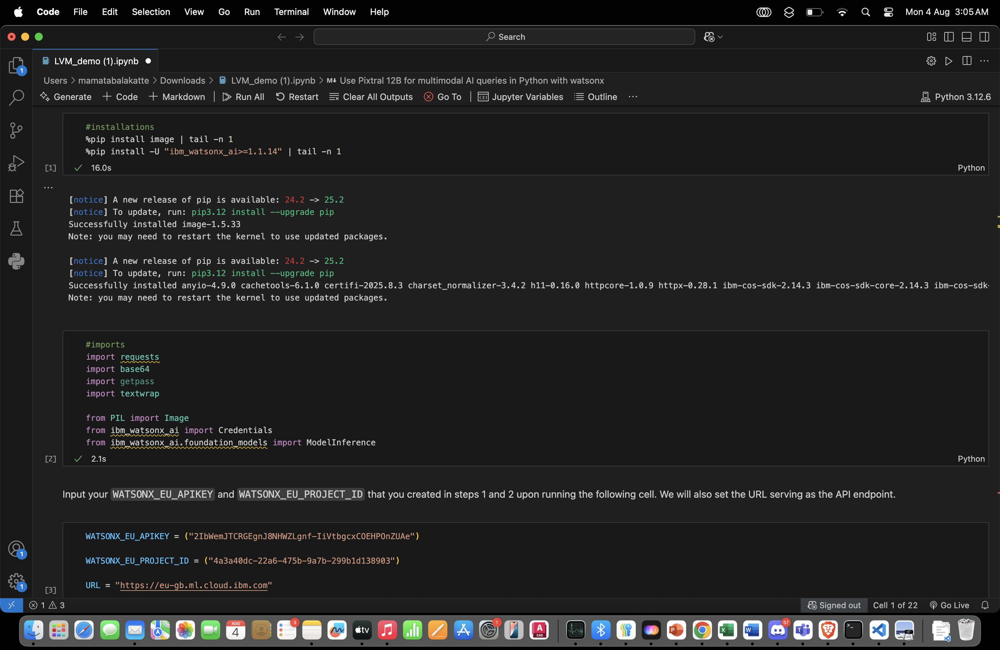 Code File Edit Selection View Go Run Terminal Window Help Mon 4 Aug 3:05 AM
Search
1
LVM_demo (1).ipynb
Users > mamatabalakatte > Downloads > LVM_demo (1).ipynb > M↓ Use Pixtral 12B for multimodal AI queries in Python with watsonx
Generate + Code + Markdown | Run All Restart Clear All Outputs Go To | Jupyter Variables Outline ... Python 3.12.6
#installations
%pip install image | tail -n 1
%pip install -U "ibm_watsonx_ai>=1.1.14" | tail -n 1
[1] ✓ 16.0s Python
...
[notice] A new release of pip is available: 24.2 -> 25.2
[notice] To update, run: pip3.12 install --upgrade pip
Successfully installed image-1.5.33
Note: you may need to restart the kernel to use updated packages.
[notice] A new release of pip is available: 24.2 -> 25.2
[notice] To update, run: pip3.12 install --upgrade pip
Successfully installed anyio-4.9.0 cachetools-6.1.0 certifi-2025.8.3 charset_normalizer-3.4.2 h11-0.16.0 httpcore-1.0.9 httpx-0.28.1 ibm-cos-sdk-2.14.3 ibm-cos-sdk-core-2.14.3 ibm-cos-sdk-
Note: you may need to restart the kernel to use updated packages.
#imports
import requests
import base64
import getpass
import textwrap
from PIL import Image
from ibm_watsonx_ai import Credentials
from ibm_watsonx_ai.foundation_models import ModelInference
[2] ✓ 2.1s Python
Input your WATSONX_EU_APIKEY and WATSONX_EU_PROJECT_ID that you created in steps 1 and 2 upon running the following cell. We will also set the URL serving as the API endpoint.
WATSONX_EU_APIKEY = ("2IbWemJTCRGEgnJ8NHWZLgnf-IiVtbgcxCOEHPOnZUAe")
1
WATSONX_EU_PROJECT_ID = ("4a3a40dc-22a6-475b-9a7b-299b1d138903")
1
URL = "https://eu-gb.ml.cloud.ibm.com"
[3]
1 3 Signed out Cell 1 of 22 Go Live
AUG
4
3
tv
1
A
CAD
P
X
W
57
T
>_